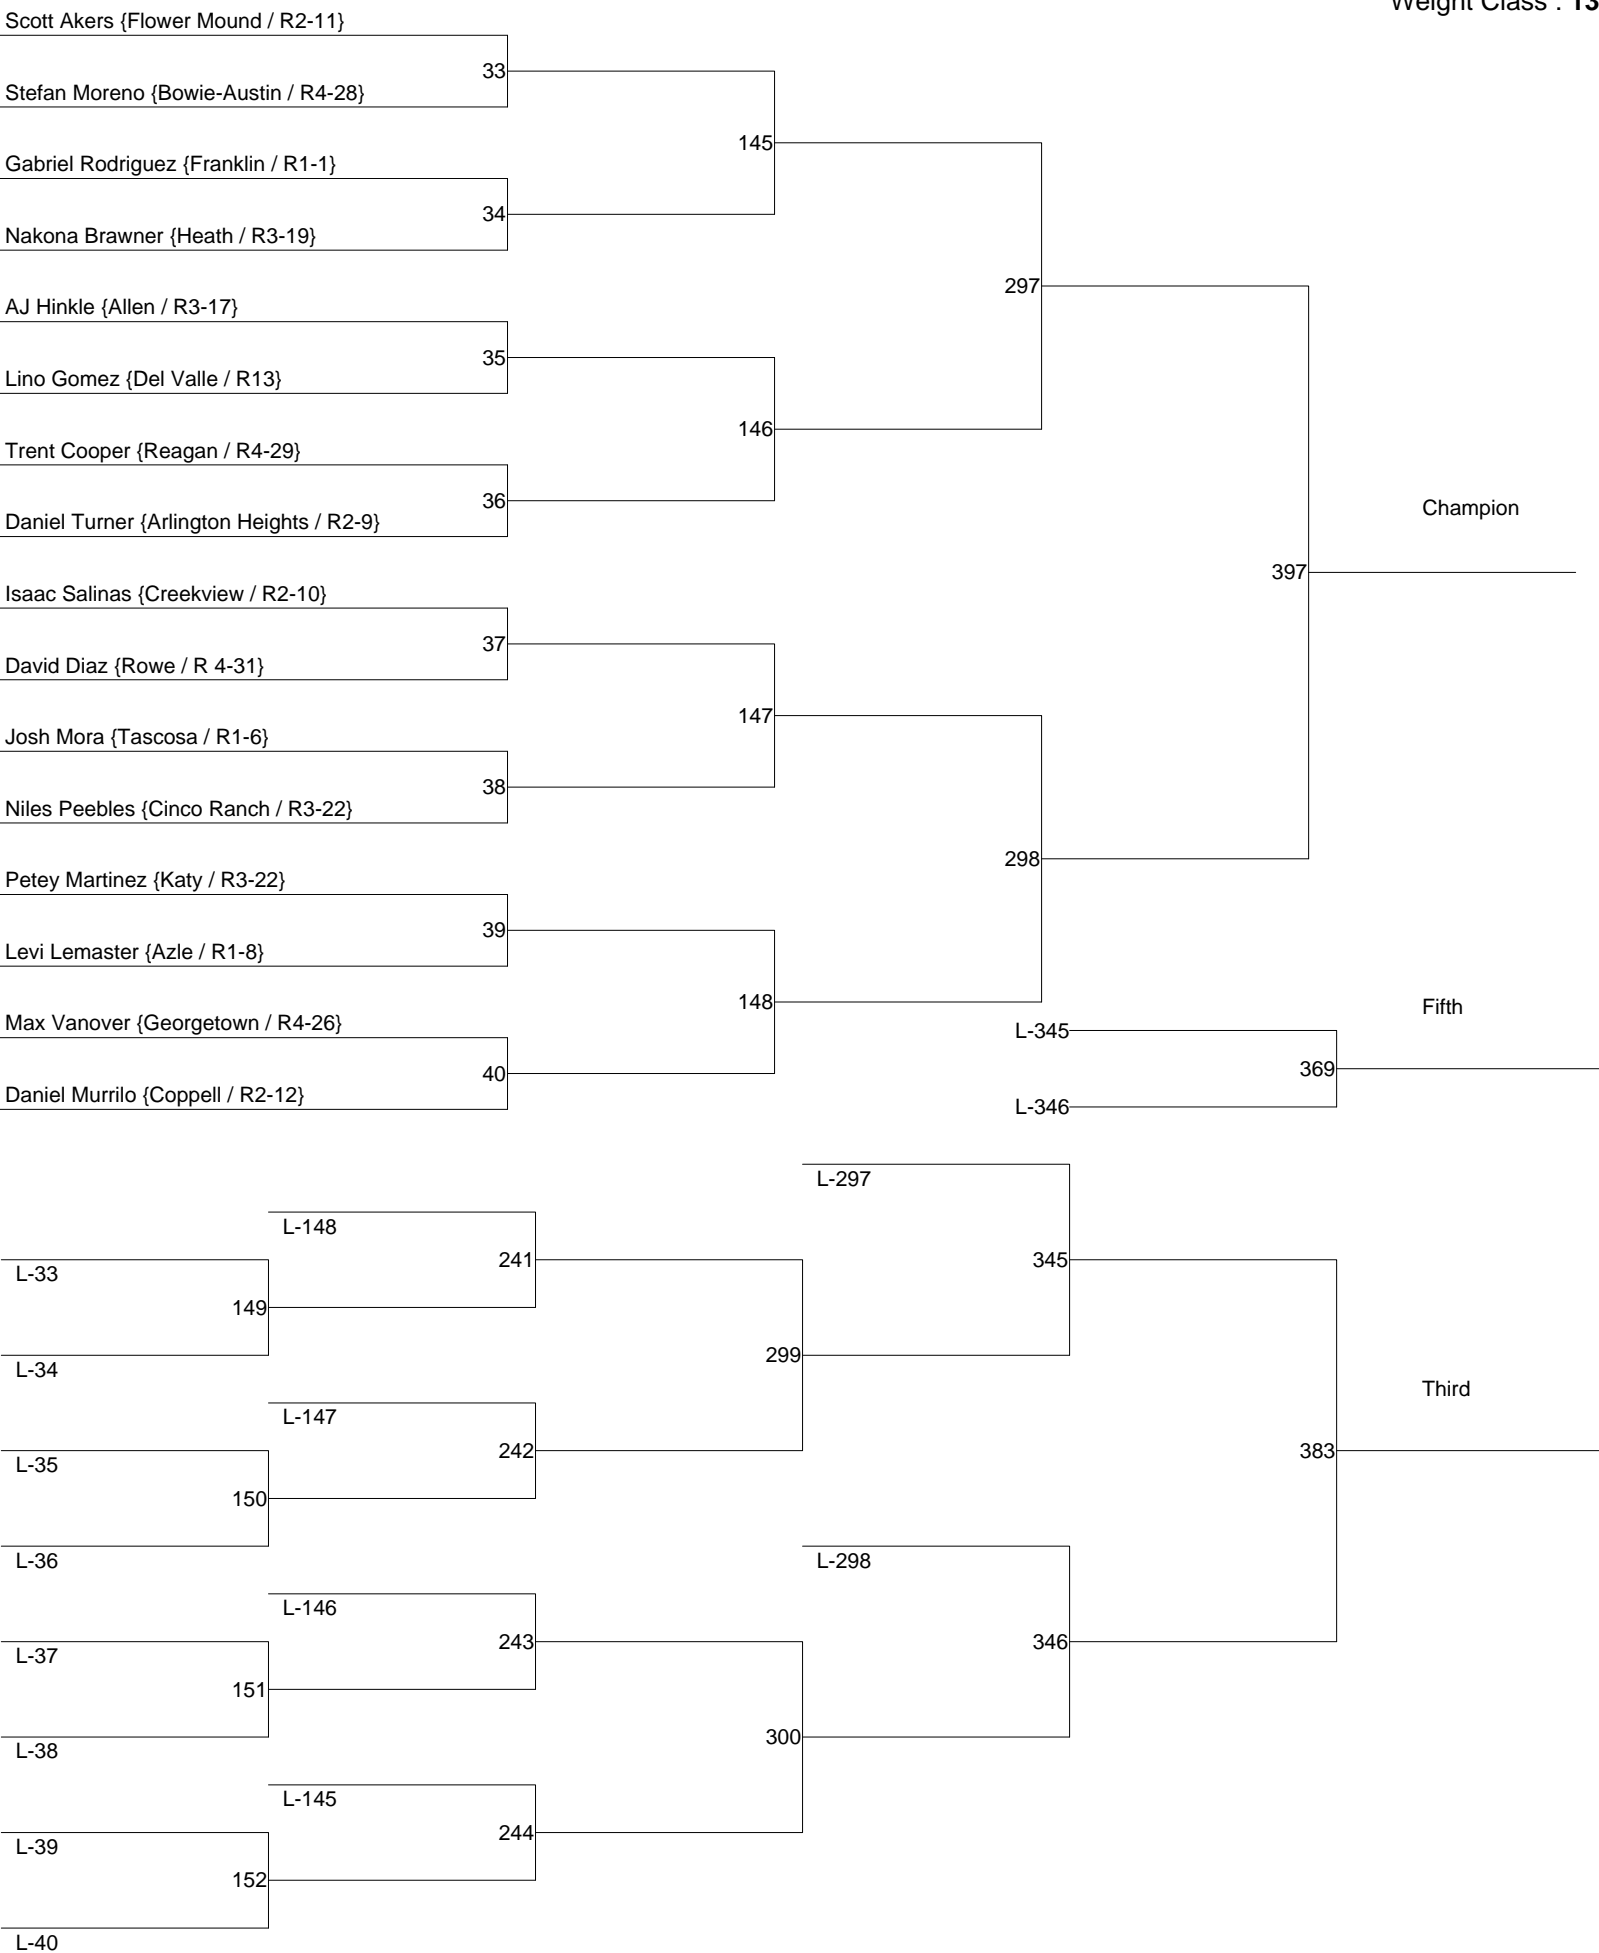 Weight Class : 13
Scott Akers {Flower Mound / R2-11}
33
Stefan Moreno {Bowie-Austin / R4-28}
145
Gabriel Rodriguez {Franklin / R1-1}
34
Nakona Brawner {Heath / R3-19}
297
AJ Hinkle {Allen / R3-17}
35
Lino Gomez {Del Valle / R13}
146
Trent Cooper {Reagan / R4-29}
36
Champion
Daniel Turner {Arlington Heights / R2-9}
397
Isaac Salinas {Creekview / R2-10}
37
David Diaz {Rowe / R 4-31}
147
Josh Mora {Tascosa / R1-6}
38
Niles Peebles {Cinco Ranch / R3-22}
298
Petey Martinez {Katy / R3-22}
39
Levi Lemaster {Azle / R1-8}
148
Fifth
Max Vanover {Georgetown / R4-26}
L-345
369
40
Daniel Murrilo {Coppell / R2-12}
L-346
L-297
L-148
241
345
L-33
149
299
L-34
Third
L-147
242
383
L-35
150
L-36
L-298
L-146
243
346
L-37
151
300
L-38
L-145
244
L-39
152
L-40